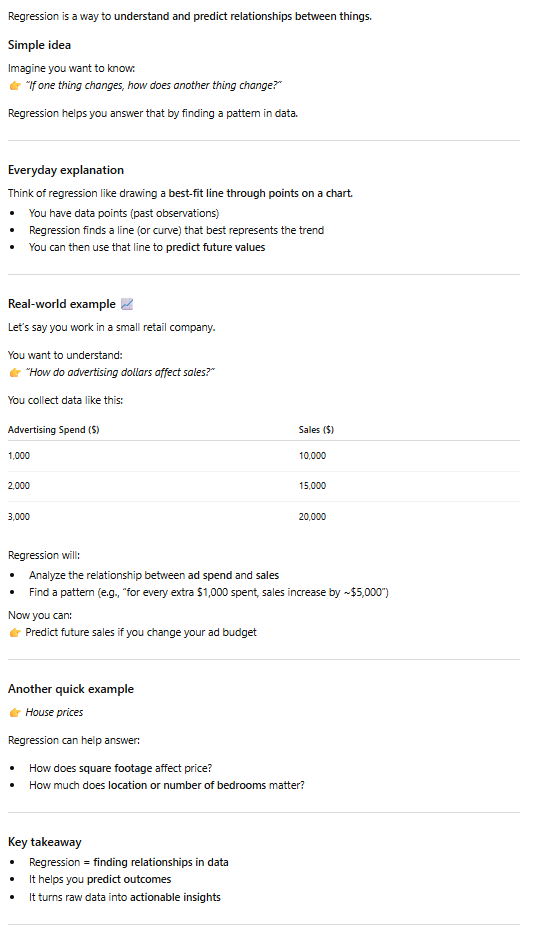 Regression is a way to understand and predict relationships between things.
Simple idea
Imagine you want to know:
👉 "If one thing changes, how does another thing change?"
Regression helps you answer that by finding a pattern in data.
Everyday explanation
Think of regression like drawing a best-fit line through points on a chart.
• You have data points (past observations)
• Regression finds a line (or curve) that best represents the trend
• You can then use that line to predict future values
Real-world example 📈
Let's say you work in a small retail company.
You want to understand:
👉 "How do advertising dollars affect sales?"
You collect data like this:
Advertising Spend ($) Sales ($)
1,000 10,000
2,000 15,000
3,000 20,000
Regression will:
• Analyze the relationship between ad spend and sales
• Find a pattern (e.g., "for every extra $1,000 spent, sales increase by ~$5,000")
Now you can:
👉 Predict future sales if you change your ad budget
Another quick example
👉 House prices
Regression can help answer:
• How does square footage affect price?
• How much does location or number of bedrooms matter?
Key takeaway
• Regression = finding relationships in data
• It helps you predict outcomes
• It turns raw data into actionable insights